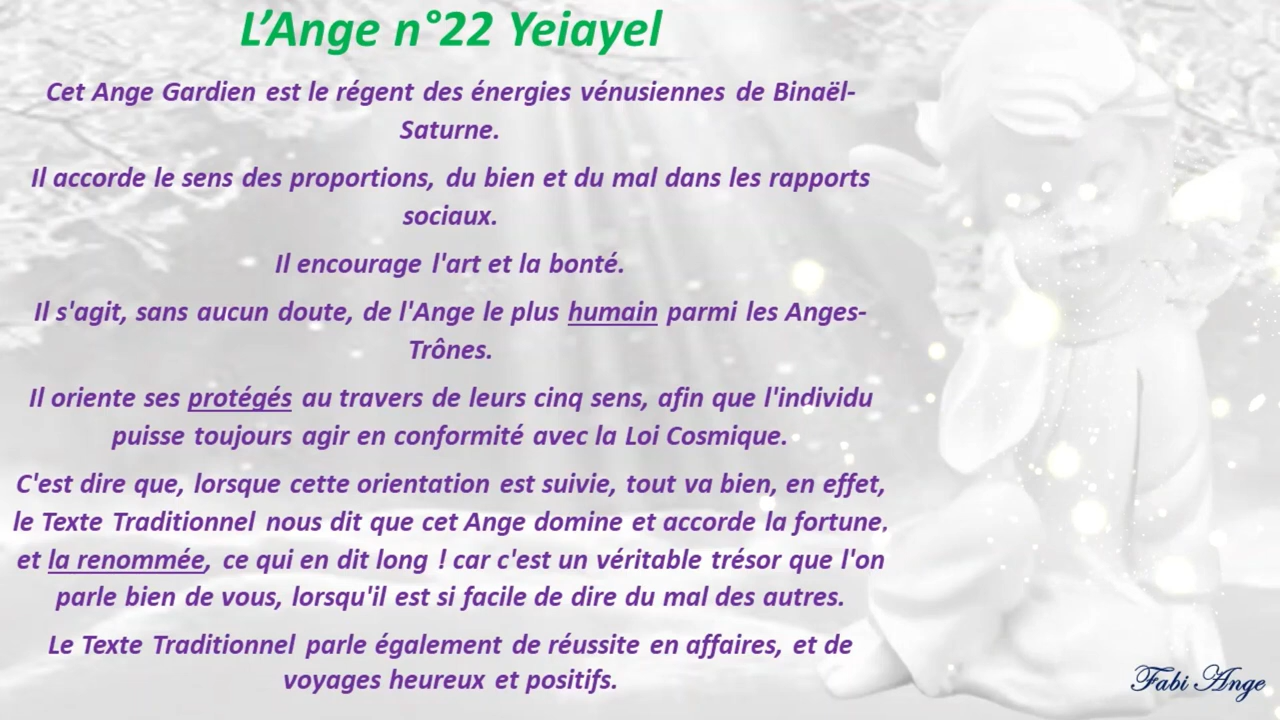 L’Ange n°22 Yeiayel
Cet Ange Gardien est le régent des énergies vénusiennes de Binaël-
Saturne.
Il accorde le sens des proportions, du bien et du mal dans les rapports
sociaux.
Il encourage l'art et la bonté.
Il s'agit, sans aucun doute, de l'Ange le plus humain parmi les Anges-
Trônes.
Il oriente ses protégés au travers de leurs cinq sens, afin que l'individu
puisse toujours agir en conformité avec la Loi Cosmique.
C'est dire que, lorsque cette orientation est suivie, tout va bien, en effet,
le Texte Traditionnel nous dit que cet Ange domine et accorde la fortune,
et la renommée, ce qui en dit long ! car c'est un véritable trésor que l'on
parle bien de vous, lorsqu'il est si facile de dire du mal des autres.
Le Texte Traditionnel parle également de réussite en affaires, et de
voyages heureux et positifs.
Fabi Ange